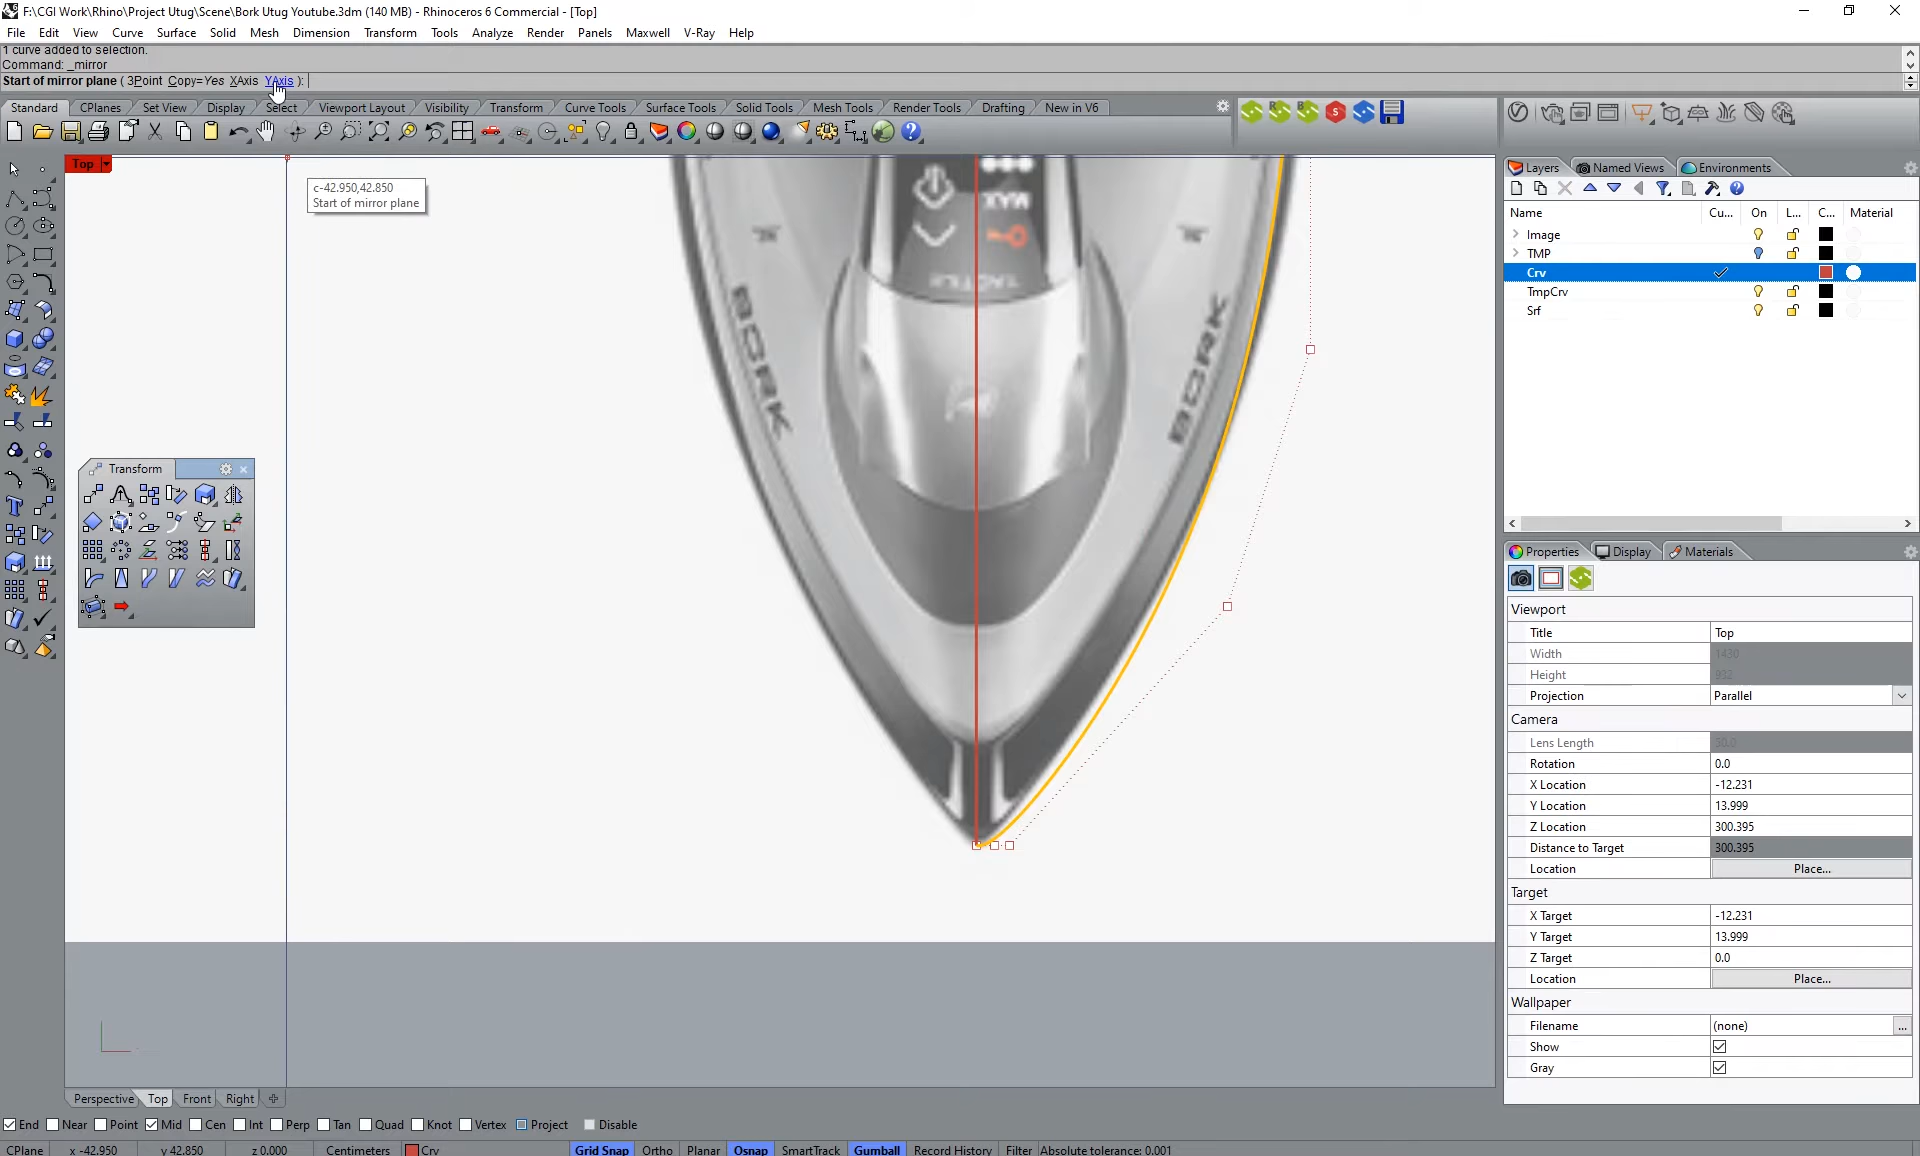 F:\CGI Work\Rhino\Project Utug\Scene\Bork Utug Youtube.3dm (140 MB) - Rhinoceros 6 Commercial - [Top]
File Edit View Curve Surface Solid Mesh Dimension Transform Tools Analyze Render Panels Maxwell V-Ray Help
1 curve added to selection.
Command: _mirror
Start of mirror plane ( 3Point Copy=Yes XAxis YAxis ):
Standard CPlanes Set View Display Select Viewport Layout Visibility Transform Curve Tools Surface Tools Solid Tools Mesh Tools Render Tools Drafting New in V6
Top
c-42.950,42.850
Start of mirror plane
MAX
TACTILE
BORK
BORK
Transform
Layers Named Views Environments
Name Cu... On L... C... Material
Image
TMP
Crv
TmpCrv
Srf
Properties Display Materials
Viewport
Title Top
Width 1430
Height 932
Projection Parallel
Camera
Lens Length 50.0
Rotation 0.0
X Location -12.231
Y Location 13.999
Z Location 300.395
Distance to Target 300.395
Location Place...
Target
X Target -12.231
Y Target 13.999
Z Target 0.0
Location Place...
Wallpaper
Filename (none) ...
Show
Gray
Perspective Top Front Right
End Near Point Mid Cen Int Perp Tan Quad Knot Vertex Project Disable
CPlane x -42.950 y 42.850 z 0.000 Centimeters Crv Grid Snap Ortho Planar Osnap SmartTrack Gumball Record History Filter Absolute tolerance: 0.001